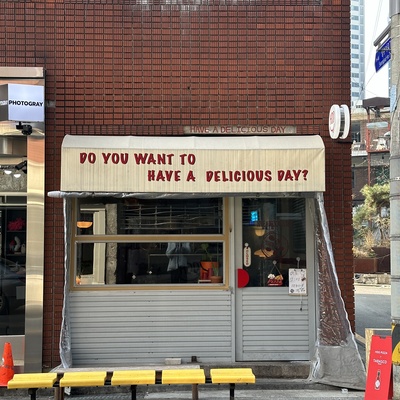 PHOTOGRAY
HAVE A DELICIOUS DAY
DO YOU WANT TO
HAVE A DELICIOUS DAY?